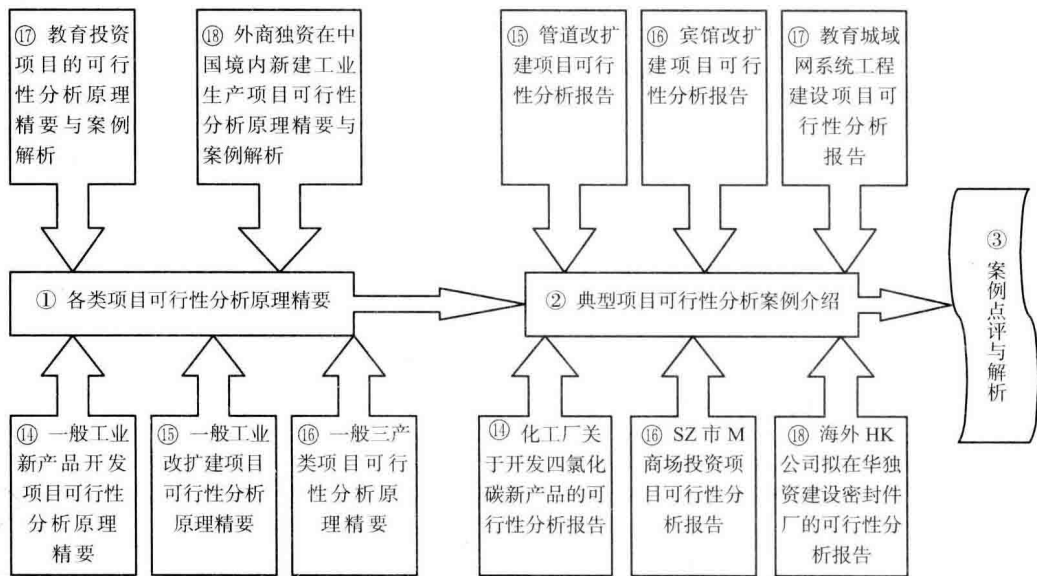 ⑰ 教育投资
项目的可行
性分析原理
精要与案例
解析
⑱ 外商独资在中
国境内新建工业
生产项目可行性
分析原理精要与
案例解析
⑮ 管道改扩
建项目可行
性分析报告
⑯ 宾馆改扩
建项目可行
性分析报告
⑰ 教育城域
网系统工程
建设项目可
行性分析
报告
① 各类项目可行性分析原理精要
② 典型项目可行性分析案例介绍
③ 案例点评与解析
⑭ 一般工业
新产品开发
项目可行性
分析原理
精要
⑮ 一般工业
改扩建项目
可行性分析
原理精要
⑯ 一般三产
类项目可行
性分析原
理精要
⑭ 化工厂关
于开发四氯化
碳新产品的可
行性分析报告
⑯ SZ 市 M
商场投资项
目可行性分
析报告
⑱ 海外 HK
公司拟在华独
资建设密封件
厂的可行性分
析报告